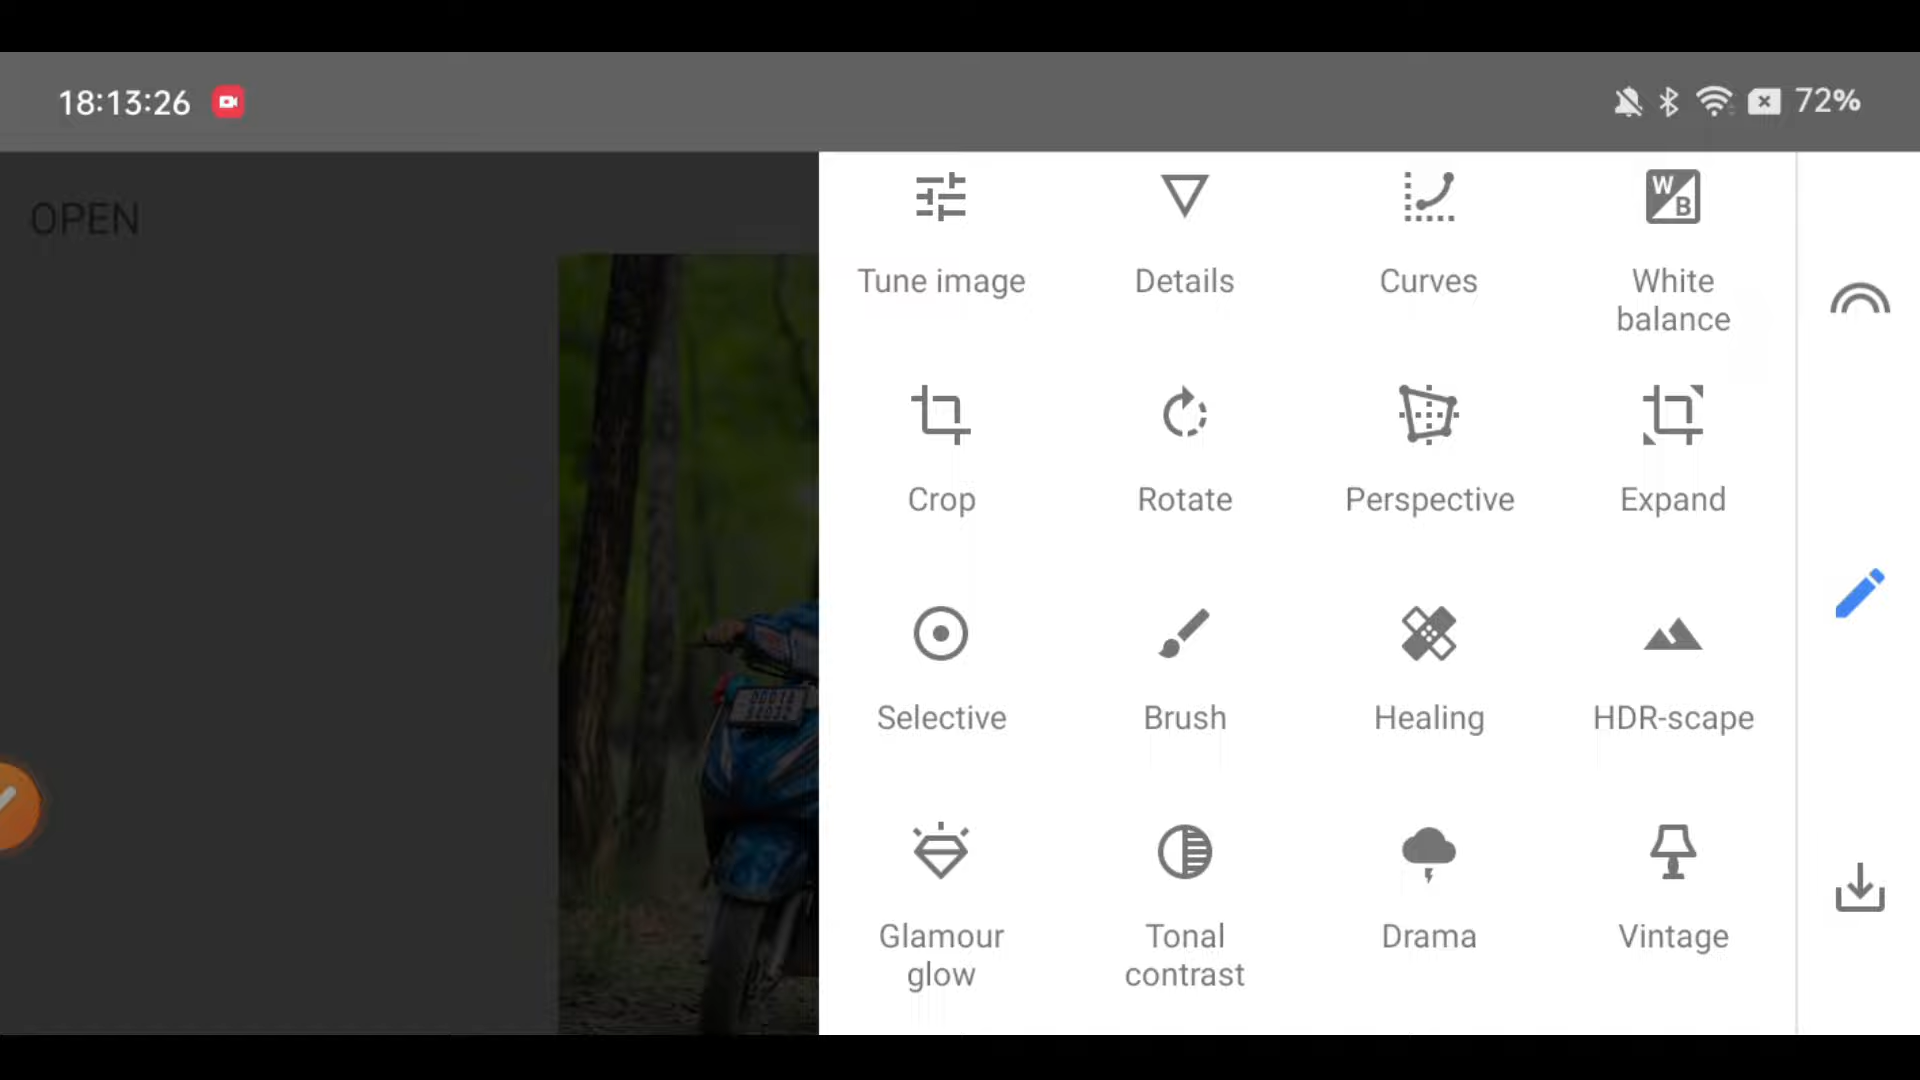 18:13:26
72%
OPEN
Tune image
Details
Curves
White
balance
Crop
Rotate
Perspective
Expand
Selective
Brush
Healing
HDR-scape
Glamour
glow
Tonal
contrast
Drama
Vintage